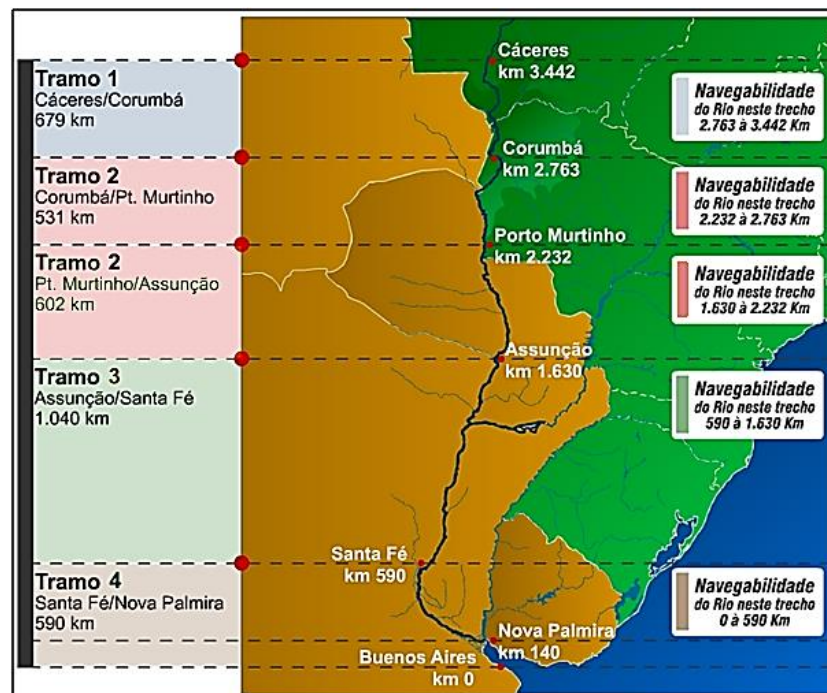 Tramo 1
Cáceres/Corumbá
679 km
Tramo 2
Corumbá/Pt. Murtinho
531 km
Tramo 2
Pt. Murtinho/Assunção
602 km
Tramo 3
Assunção/Santa Fé
1.040 km
Tramo 4
Santa Fé/Nova Palmira
590 km
Cáceres
km 3.442
Corumbá
km 2.763
Porto Murtinho
km 2.232
Assunção
km 1.630
Santa Fé
km 590
Nova Palmira
km 140
Buenos Aires
km 0
Navegabilidade
do Rio neste trecho
2.763 à 3.442 Km
Navegabilidade
do Rio neste trecho
2.232 à 2.763 Km
Navegabilidade
do Rio neste trecho
1.630 à 2.232 Km
Navegabilidade
do Rio neste trecho
590 à 1.630 Km
Navegabilidade
do Rio neste trecho
0 à 590 Km